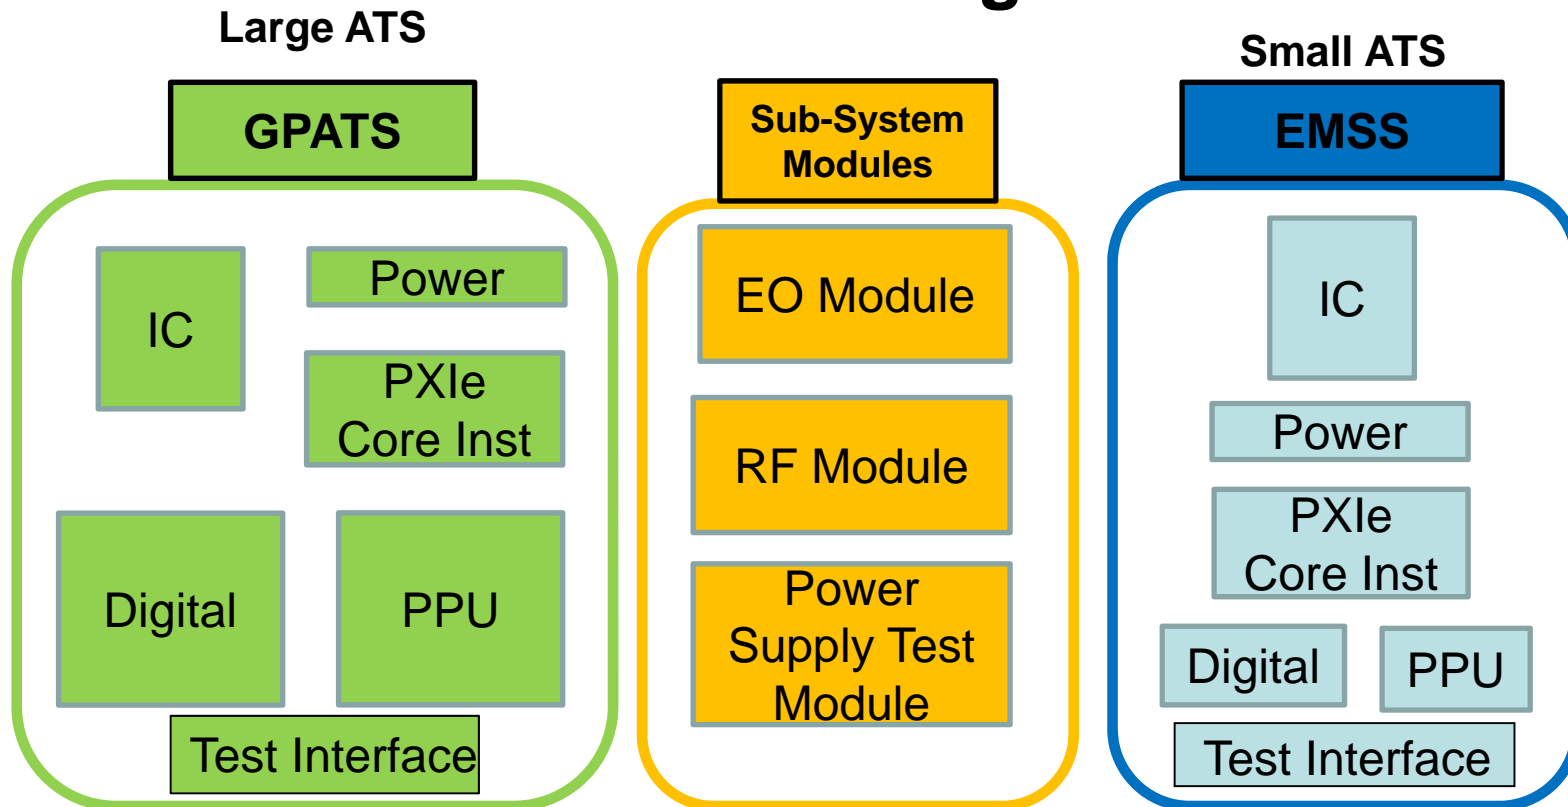 Large ATS
GPATS
IC
Power
PXIe
Core Inst
Digital
PPU
Test Interface
Sub-System
Modules
EO Module
RF Module
Power
Supply Test
Module
Small ATS
EMSS
IC
Power
PXIe
Core Inst
Digital
PPU
Test Interface